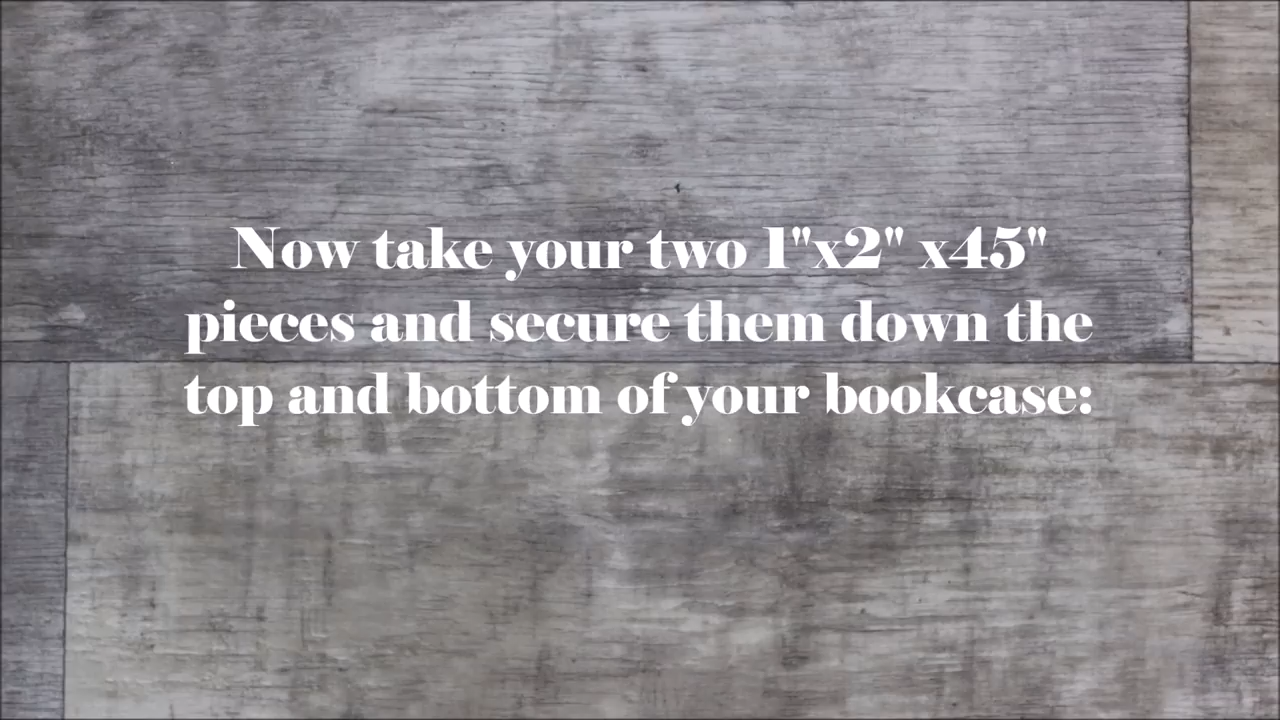 Now take your two 1"x2" x45"
pieces and secure them down the
top and bottom of your bookcase: